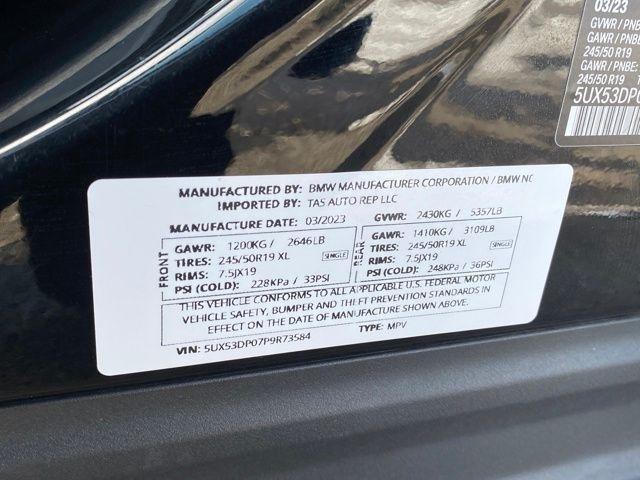 03/23
GVWR / PNB
GAWR / PNBE
245/50 R19
GAWR / PNBE:
245/50 R19
5UX53DP0
MANUFACTURED BY: BMW MANUFACTURER CORPORATION / BMW NC
IMPORTED BY: TAS AUTO REP LLC
MANUFACTURE DATE: 03/2023 GVWR: 2430KG / 5357LB
FRONT
GAWR: 1200KG / 2646LB
TIRES: 245/50R19 XL SINGLE
RIMS: 7.5JX19
PSI (COLD): 228KPa / 33PSI
REAR
GAWR: 1410KG / 3109LB
TIRES: 245/50R19 XL SINGLE
RIMS: 7.5JX19
PSI (COLD): 248KPa / 36PSI
THIS VEHICLE CONFORMS TO ALL APPLICABLE U.S. FEDERAL MOTOR
VEHICLE SAFETY, BUMPER AND THEFT PREVENTION STANDARDS IN
EFFECT ON THE DATE OF MANUFACTURE SHOWN ABOVE.
VIN: 5UX53DP07P9R73584 TYPE: MPV